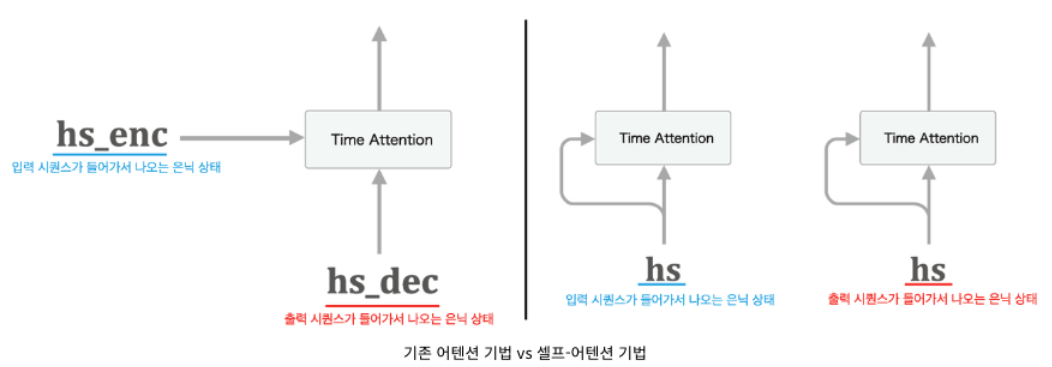 hs_enc
입력 시퀀스가 들어가서 나오는 은닉 상태
Time Attention
hs_dec
출력 시퀀스가 들어가서 나오는 은닉 상태
Time Attention
hs
입력 시퀀스가 들어가서 나오는 은닉 상태
Time Attention
hs
출력 시퀀스가 들어가서 나오는 은닉 상태
기존 어텐션 기법 vs 셀프-어텐션 기법